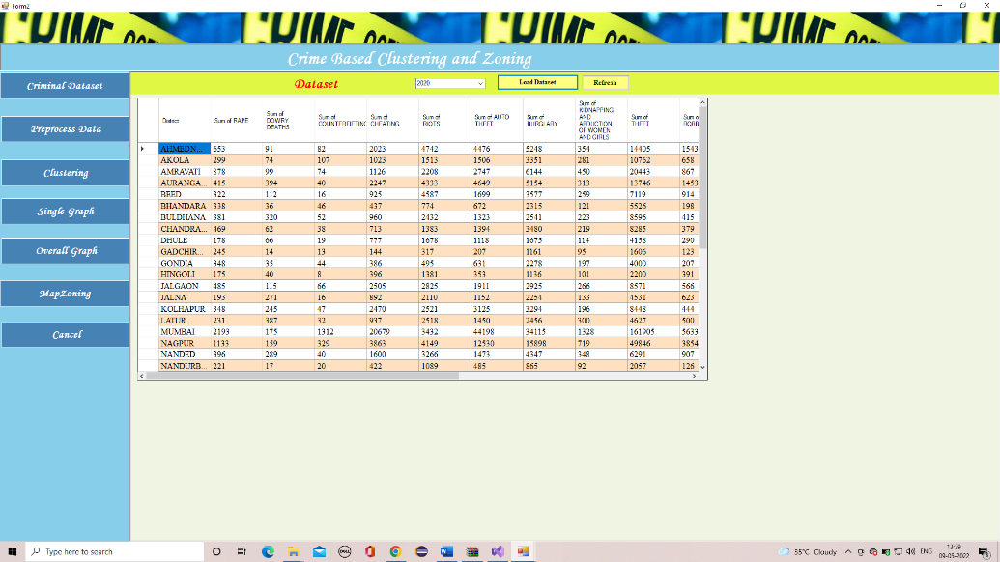 Form2
CRIME SCE
Crime Based Clustering and Zoning
Criminal Dataset
Preprocess Data
Clustering
Single Graph
Overall Graph
MapZoning
Cancel
Dataset 2020 Load Dataset Refresh
District Sum of RAPE Sum of DOWRY DEATHS Sum of COUNTERFIETING Sum of CHEATING Sum of RIOTS Sum of AUTO THEFT Sum of BURGLARY Sum of KIDNAPPING AND ABDUCTION OF WOMEN AND GIRLS Sum of THEFT Sum o ROBB
AHMEDN... 653 91 82 2023 4742 4476 5248 354 14405 1543
AKOLA 299 74 107 1023 1513 1506 3351 281 10762 658
AMRAVATI 878 99 74 1126 2208 2747 6144 450 20443 867
AURANGA... 415 394 40 2247 4333 4649 5154 313 13746 1453
BEED 322 112 16 925 4587 1699 3577 259 7119 914
BHANDARA 338 36 46 437 774 672 2315 121 5526 198
BULDHANA 381 320 52 960 2432 1323 2541 223 8596 415
CHANDRA... 469 62 38 713 1383 1394 3480 219 8285 379
DHULE 178 66 19 777 1678 1118 1675 114 4158 290
GADCHIR... 245 14 13 144 317 207 1161 95 1606 123
GONDIA 348 35 44 386 495 631 2278 197 4000 207
HINGOLI 175 40 8 396 1381 353 1136 101 2200 391
JALGAON 485 115 66 2505 2825 1911 2925 266 8571 566
JALNA 193 271 16 892 2110 1152 2254 133 4531 623
KOLHAPUR 348 245 47 2470 2521 3125 3294 196 8448 444
LATUR 231 387 32 937 2518 1450 2456 300 4627 500
MUMBAI 2193 175 1312 20679 3432 44198 34115 1328 161905 5633
NAGPUR 1133 159 329 3863 4149 12530 15898 719 49846 3854
NANDED 396 289 40 1600 3266 1473 4347 348 6291 907
NANDURB... 221 17 20 422 1089 485 865 92 2057 126
Type here to search
DELL
35°C Cloudy ENG 13:39
09-05-2022